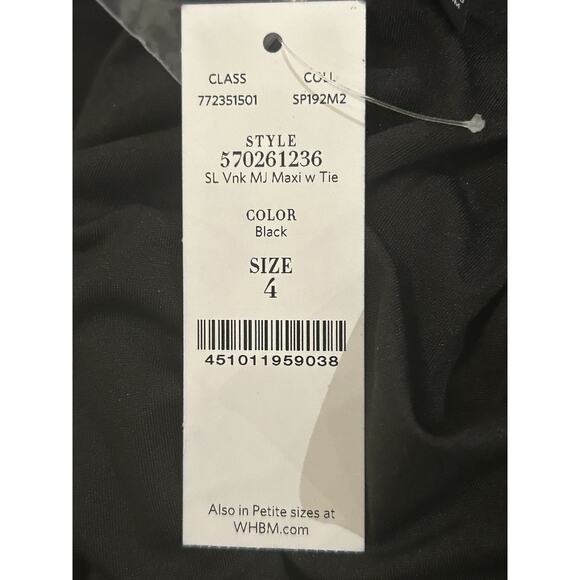 CLASS COLL.
772351501 SP192M2
STYLE
570261236
SL Vnk MJ Maxi w Tie
COLOR
Black
SIZE
4
451011959038
Also in Petite sizes at
WHBM.com